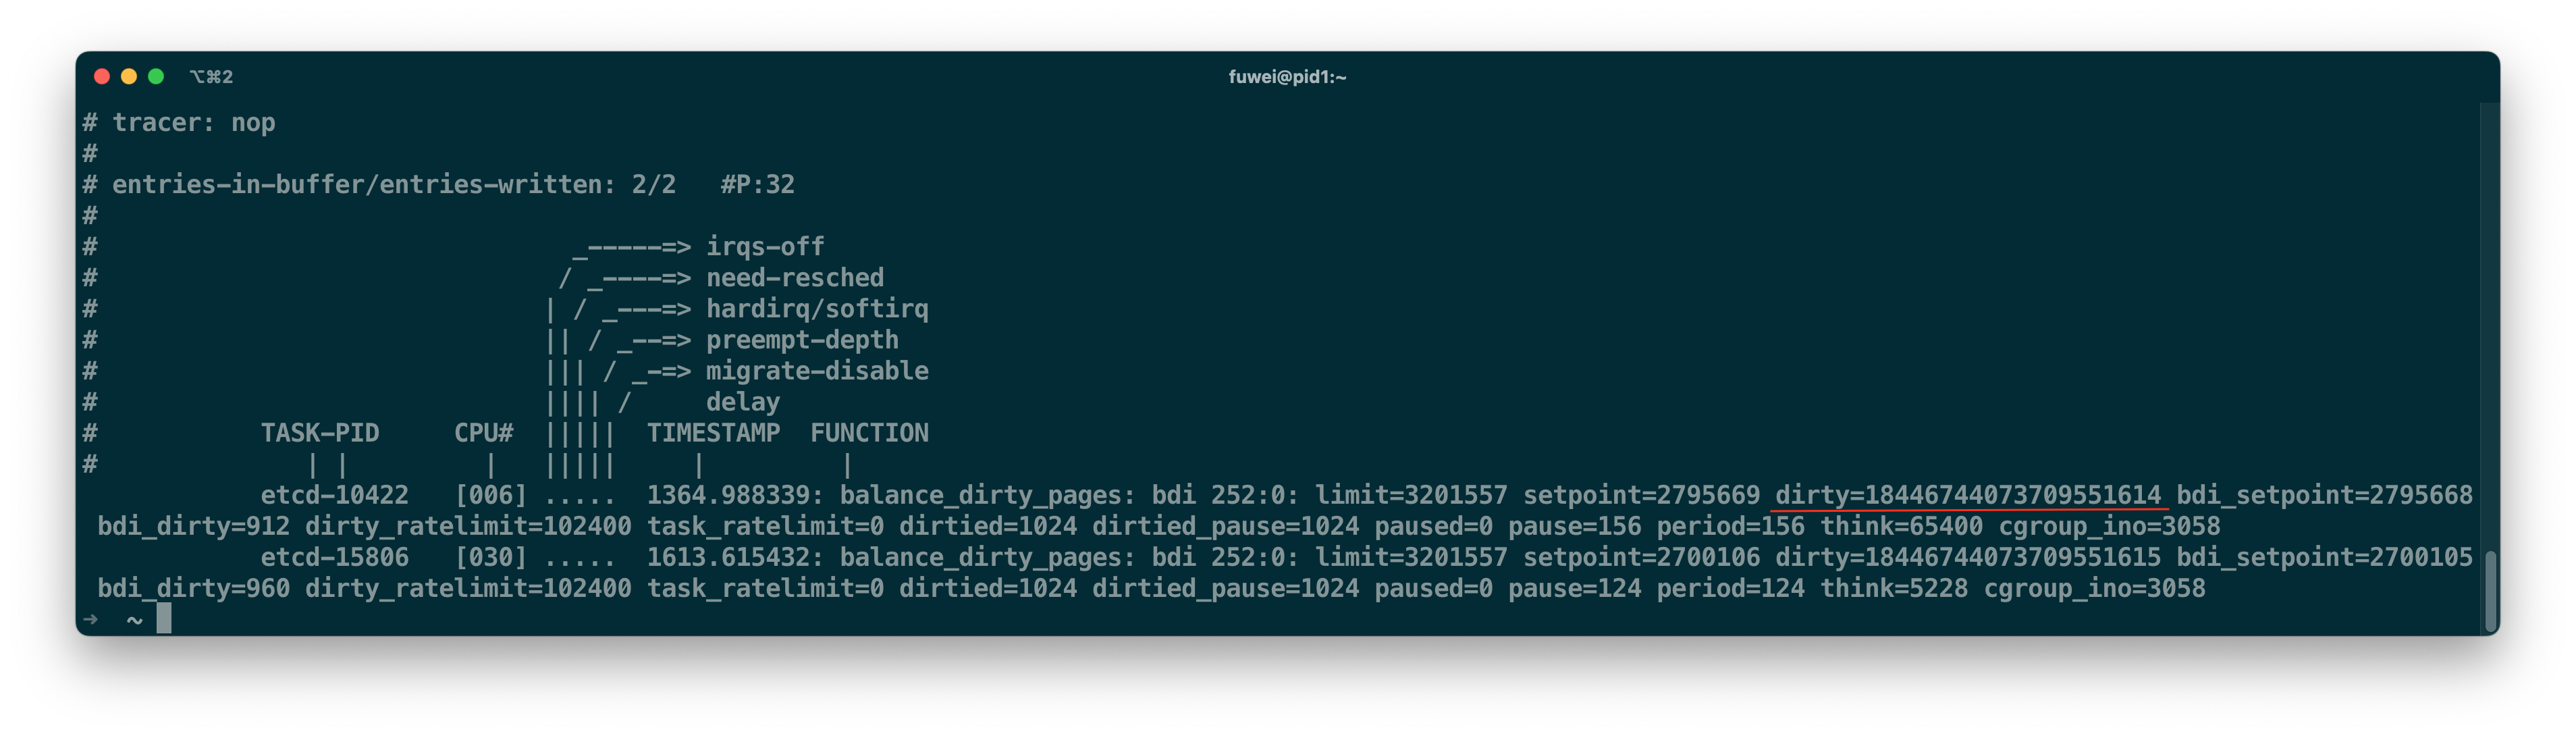 ⌥⌘2 fuwei@pid1:~
# tracer: nop
#
# entries-in-buffer/entries-written: 2/2   #P:32
#
#                                _-----=> irqs-off
#                               / _----=> need-resched
#                              | / _---=> hardirq/softirq
#                              || / _--=> preempt-depth
#                              ||| / _-=> migrate-disable
#                              |||| /     delay
#           TASK-PID     CPU#  |||||  TIMESTAMP  FUNCTION
#              | |         |   |||||     |         |
            etcd-10422   [006] .....  1364.988339: balance_dirty_pages: bdi 252:0: limit=3201557 setpoint=2795669 dirty=18446744073709551614 bdi_setpoint=2795668
 bdi_dirty=912 dirty_ratelimit=102400 task_ratelimit=0 dirtied=1024 dirtied_pause=1024 paused=0 pause=156 period=156 think=65400 cgroup_ino=3058
            etcd-15806   [030] .....  1613.615432: balance_dirty_pages: bdi 252:0: limit=3201557 setpoint=2700106 dirty=18446744073709551615 bdi_setpoint=2700105
 bdi_dirty=960 dirty_ratelimit=102400 task_ratelimit=0 dirtied=1024 dirtied_pause=1024 paused=0 pause=124 period=124 think=5228 cgroup_ino=3058
➜  ~